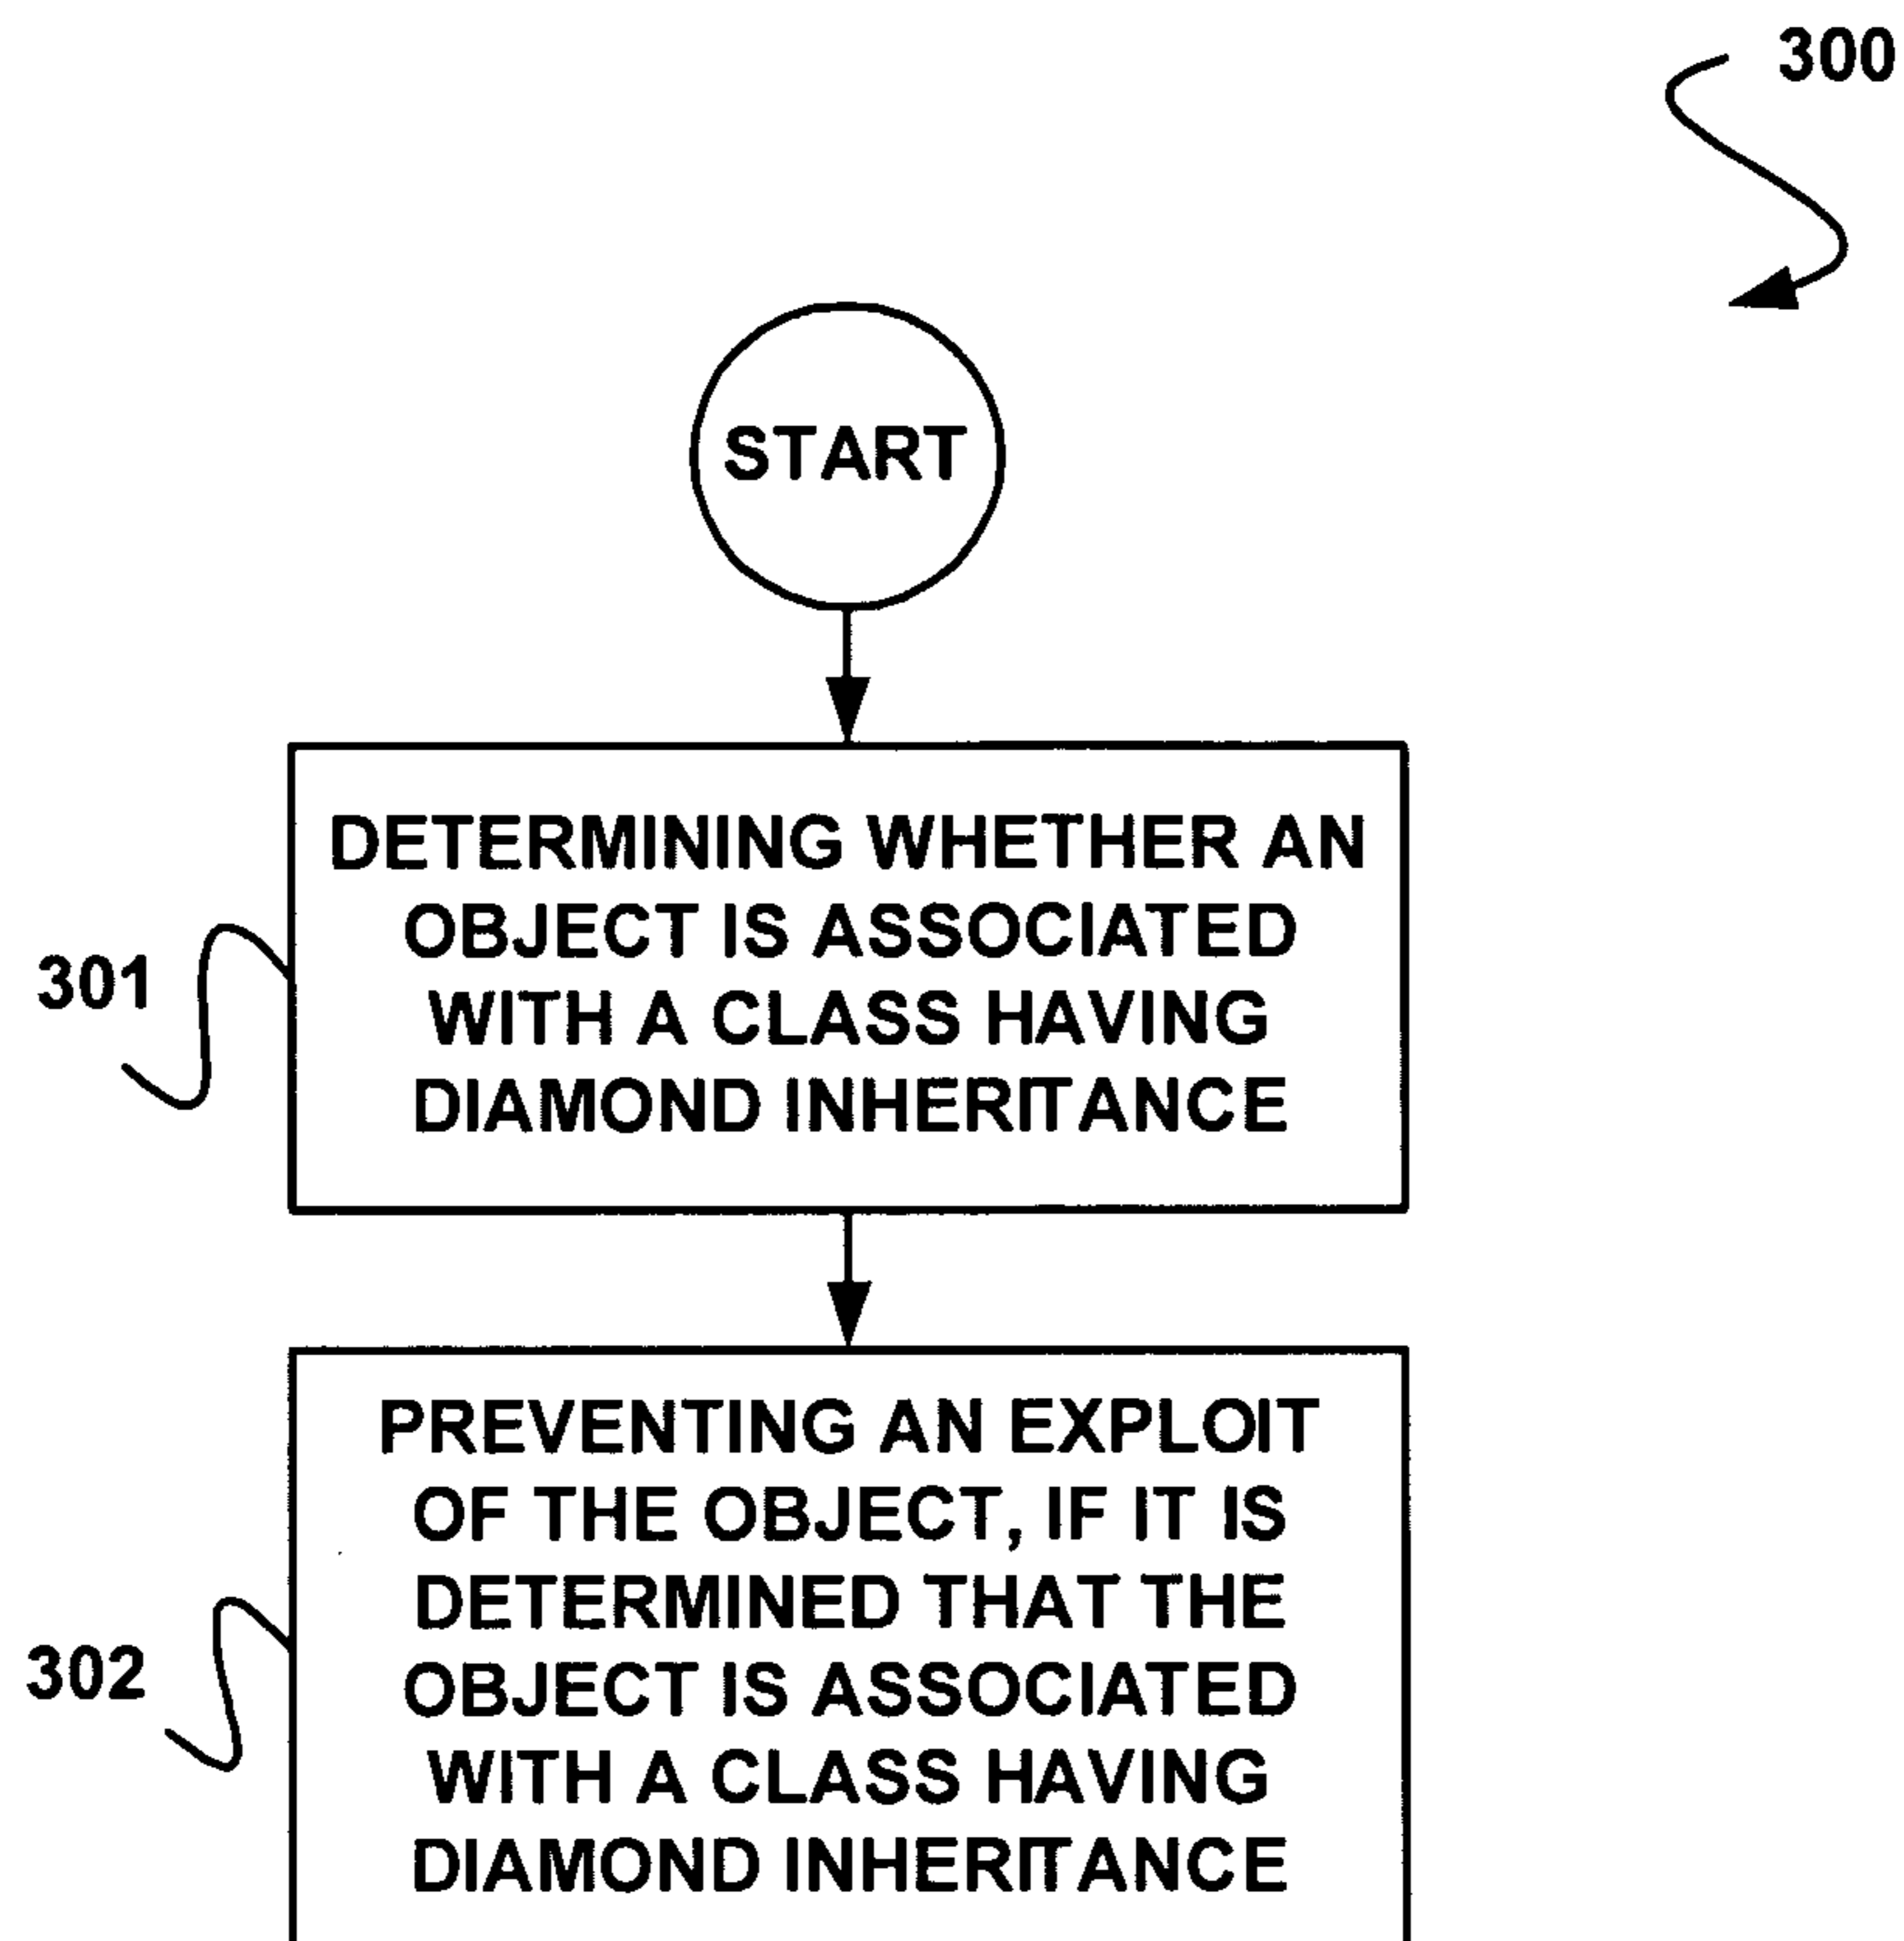 300
START
DETERMINING WHETHER AN
OBJECT IS ASSOCIATED
WITH A CLASS HAVING
DIAMOND INHERITANCE
301
PREVENTING AN EXPLOIT
OF THE OBJECT, IF IT IS
DETERMINED THAT THE
OBJECT IS ASSOCIATED
WITH A CLASS HAVING
DIAMOND INHERITANCE
302